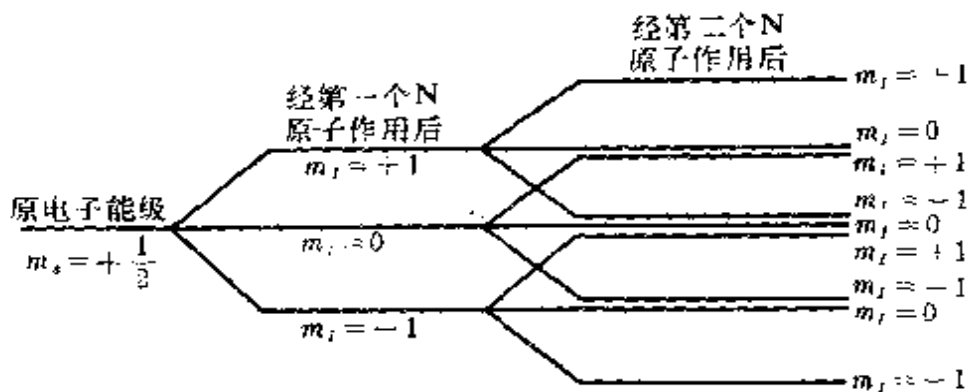 经第二个N
原子作用后
m_I = +1
经第一个N
原子作用后
m_I = 0
m_I = +1
m_I = +1
原电子能级
m_I = -1
m_I = 0
m_I = 0
m_s = + 1/2
m_I = +1
m_I = -1
m_I = 0
m_I = -1
m_I = -1